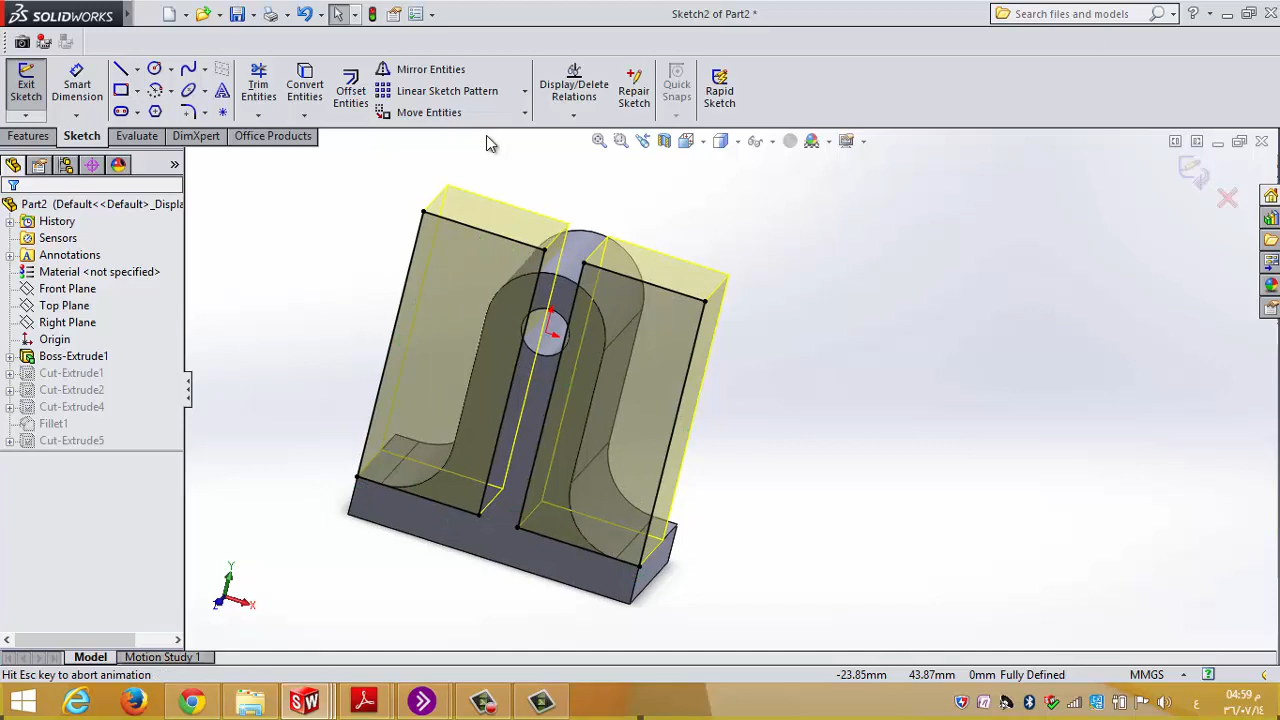 SOLIDWORKS
Sketch2 of Part2 *
Search files and models
Exit Sketch
Smart Dimension
Trim Entities
Convert Entities
Offset Entities
Mirror Entities
Linear Sketch Pattern
Move Entities
Display/Delete Relations
Repair Sketch
Quick Snaps
Rapid Sketch
Features
Sketch
Evaluate
DimXpert
Office Products
Part2 (Default<<Default>_Displa
History
Sensors
Annotations
Material <not specified>
Front Plane
Top Plane
Right Plane
Origin
Boss-Extrude1
Cut-Extrude1
Cut-Extrude2
Cut-Extrude4
Fillet1
Cut-Extrude5
Y
X
Z
Model
Motion Study 1
Hit Esc key to abort animation
-23.85mm 43.87mm 0mm Fully Defined MMGS
SW
ع
04:59 م
٣٦/٠٧/١٤